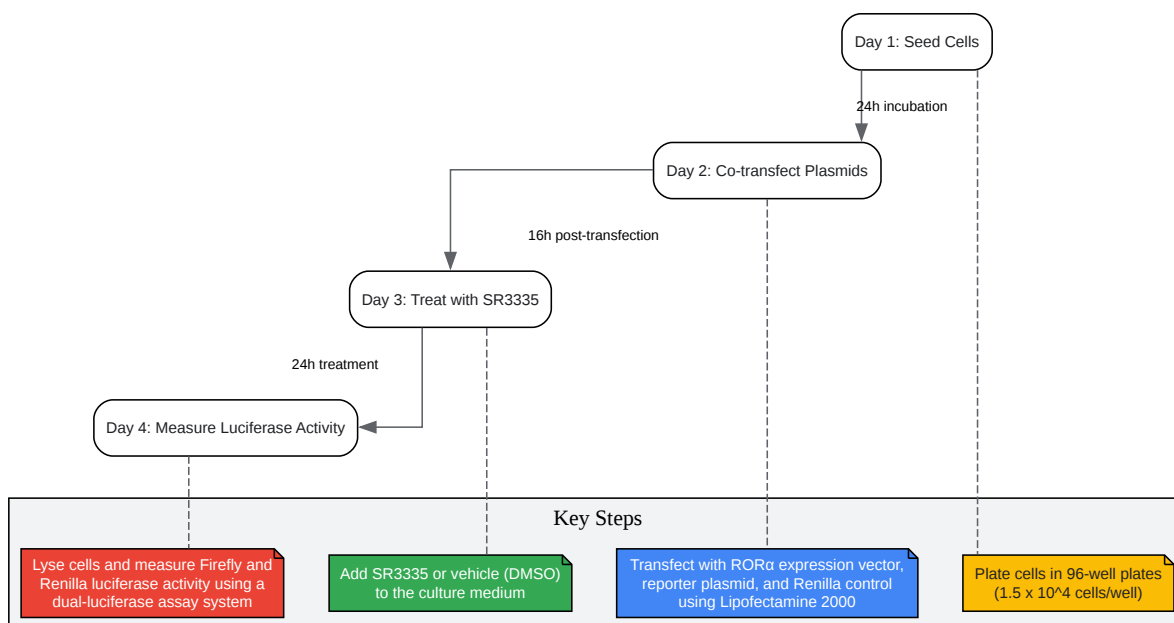 Day 1: Seed Cells
24h incubation
Day 2: Co-transfect Plasmids
16h post-transfection
Day 3: Treat with SR3335
24h treatment
Day 4: Measure Luciferase Activity
Key Steps
Lyse cells and measure Firefly and
Renilla luciferase activity using a
dual-luciferase assay system
Add SR3335 or vehicle (DMSO)
to the culture medium
Transfect with RORα expression vector,
reporter plasmid, and Renilla control
using Lipofectamine 2000
Plate cells in 96-well plates
(1.5 x 10^4 cells/well)